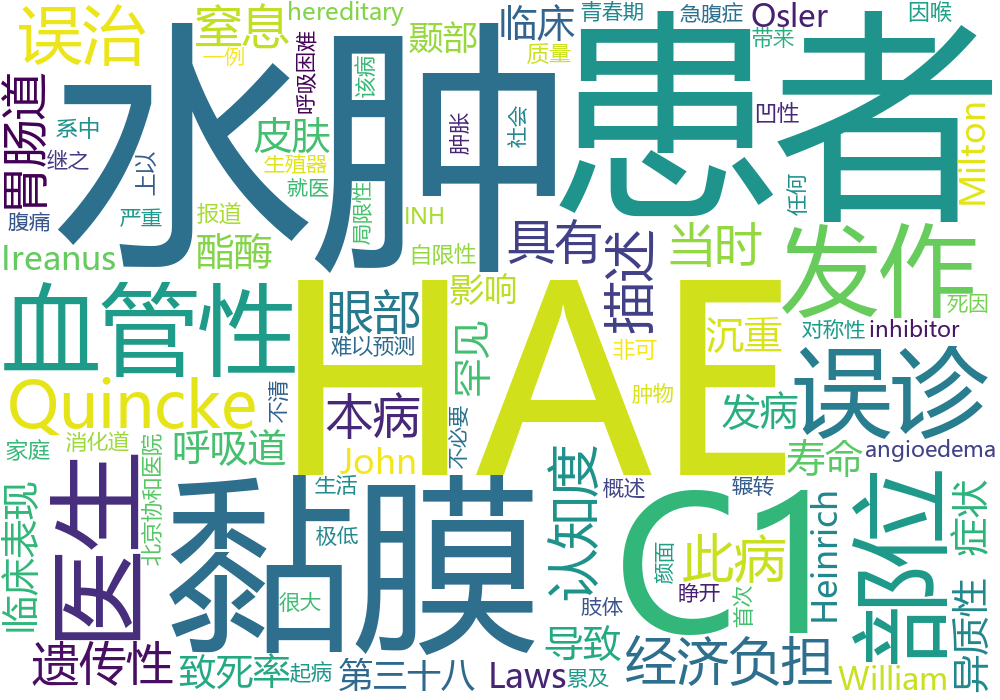 误治
窒息
hereditary
临床
青春期
急腹症
Osler
因喉
一例
呼吸困难
颞部
质量
带来
水肿
患者
胃肠道
系中
继之
上以
皮肤
生殖器
就医
该病
肿胀
社会
凹性
任何
Milton
腹痛
严重
报道
局限性
INH
Ireanus
酯酶
自限性
具有
描述
当时
发作
血管性
眼部
影响
死因
难以预测
HAE
罕见
非可
沉重
对称性
inhibitor
Quincke
不清
本病
肿物
误诊
不必要
发病
家庭
消化道
北京协和医院
呼吸道
John
寿命
angioedema
医生
黏膜
生活
认知度
概述
辗转
C1
部位
症状
临床表现
极低
Heinrich
很大
颜面
此病
睁开
肢体
首次
异质性
遗传性
致死率
起病
第三十八
Laws
导致
累及
经济负担
William